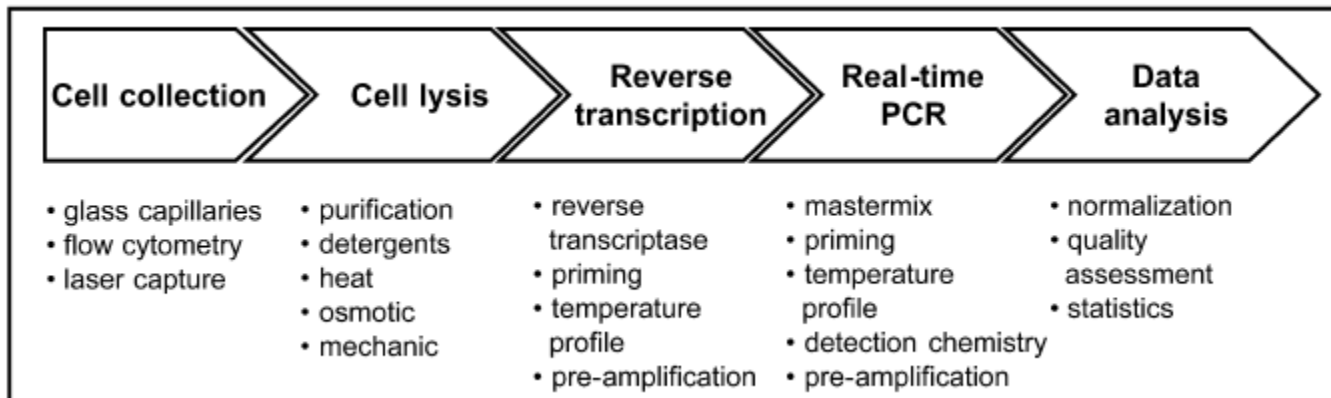 Cell collection
Cell lysis
Reverse
transcription
Real-time
PCR
Data
analysis
• glass capillaries
• flow cytometry
• laser capture
• purification
• detergents
• heat
• osmotic
• mechanic
• reverse
transcriptase
• priming
• temperature
profile
• pre-amplification
• mastermix
• priming
• temperature
profile
• detection chemistry
• pre-amplification
• normalization
• quality
assessment
• statistics